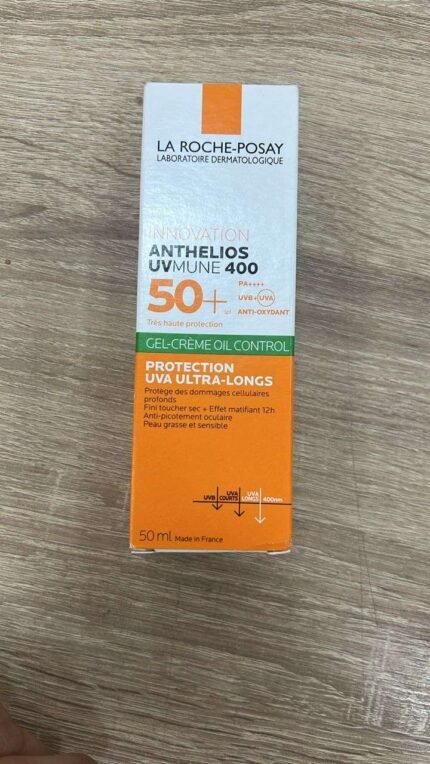 LA ROCHE-POSAY
LABORATOIRE DERMATOLOGIQUE
INNOVATION
ANTHELIOS
UVMUNE 400
50+
PA++++
UVB+UVA
ANTI-OXYDANT
Très haute protection
GEL-CRÈME OIL CONTROL
PROTECTION
UVA ULTRA-LONGS
Protège des dommages cellulaires
profonds
Fini toucher sec + Effet matifiant 12h
Anti-picotement oculaire
Peau grasse et sensible
UVB
UVA COURTS
UVA LONGS
400nm
50 ml Made in France